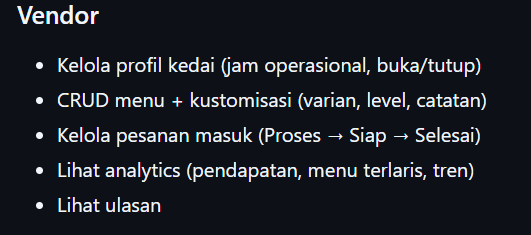 Vendor
• Kelola profil kedai (jam operasional, buka/tutup)
• CRUD menu + kustomisasi (varian, level, catatan)
• Kelola pesanan masuk (Proses → Siap → Selesai)
• Lihat analytics (pendapatan, menu terlaris, tren)
• Lihat ulasan